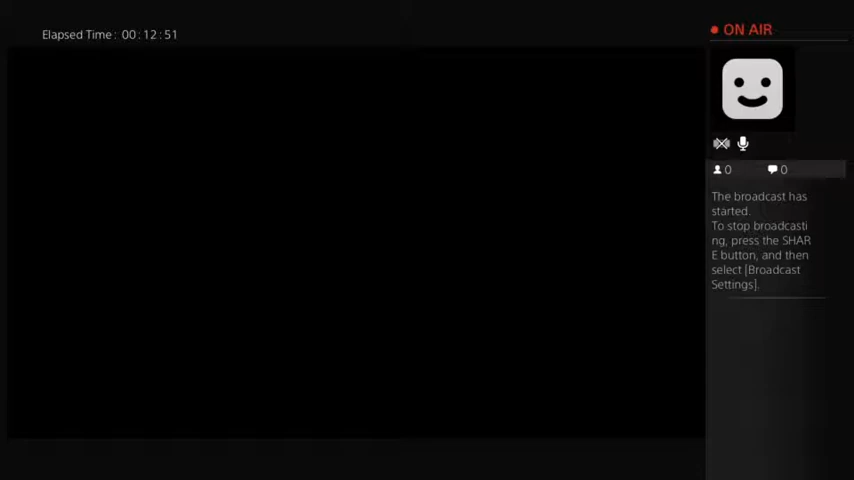 Elapsed Time: 00:12:51
ON AIR
0 0
The broadcast has
started.
To stop broadcasti
ng, press the SHAR
E button, and then
select [Broadcast
Settings].